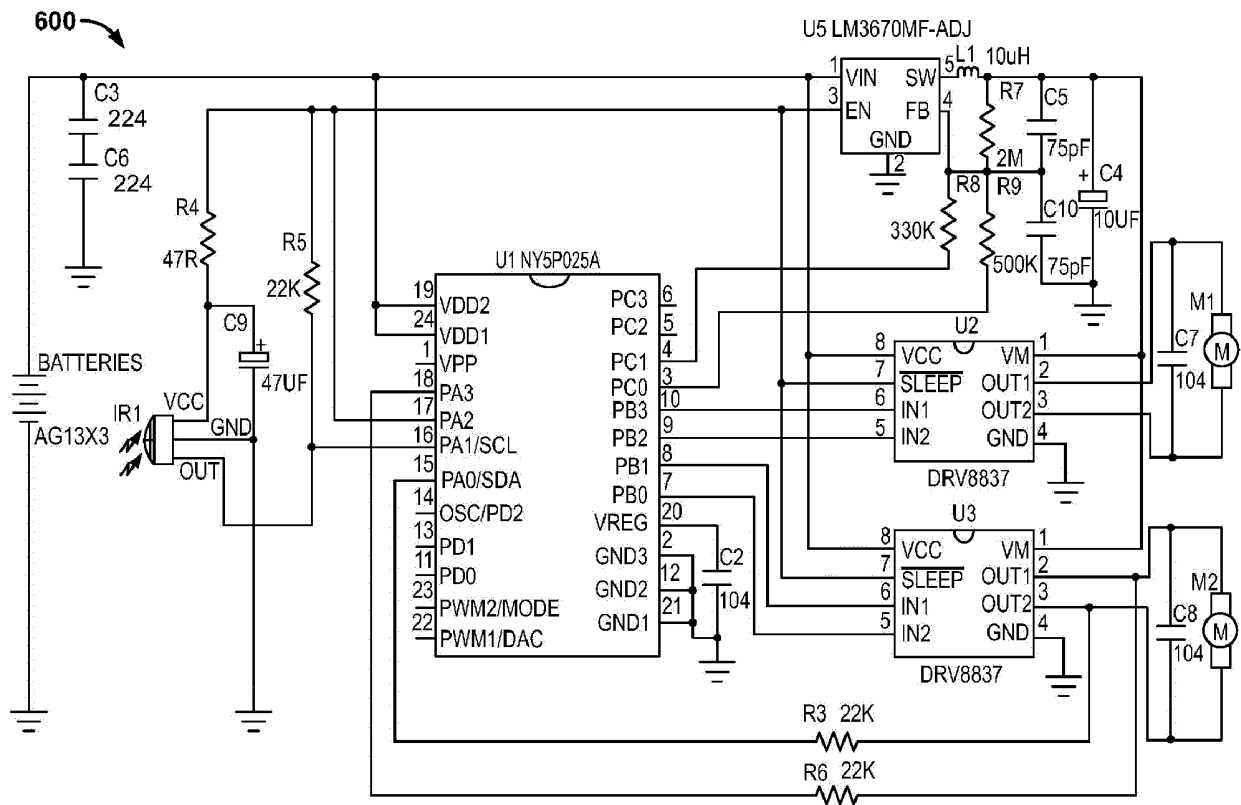 600
U5 LM3670MF-ADJ
1 VIN SW 5 L1 10uH
3 EN FB 4
GND
2
R7
2M
C5
75pF
C3
224
C6
224
R4
47R
R5
22K
R8
330K
R9
500K
C10
75pF
C4
+
10UF
C9
+
47UF
BATTERIES
AG13X3
IR1
VCC
GND
OUT
U1 NY5P025A
19 VDD2
24 VDD1
1 VPP
18 PA3
17 PA2
16 PA1/SCL
15 PA0/SDA
14 OSC/PD2
13 PD1
11 PD0
23 PWM2/MODE
22 PWM1/DAC
PC3 6
PC2 5
PC1 4
PC0 3
PB3 10
PB2 9
PB1 8
PB0 7
VREG 20
GND3 2
GND2 12
GND1 21
C2
104
U2
8 VCC VM 1
7 SLEEP OUT1 2
6 IN1 OUT2 3
5 IN2 GND 4
DRV8837
C7
104
M1
M
U3
8 VCC VM 1
7 SLEEP OUT1 2
6 IN1 OUT2 3
5 IN2 GND 4
DRV8837
C8
104
M2
M
R3 22K
R6 22K